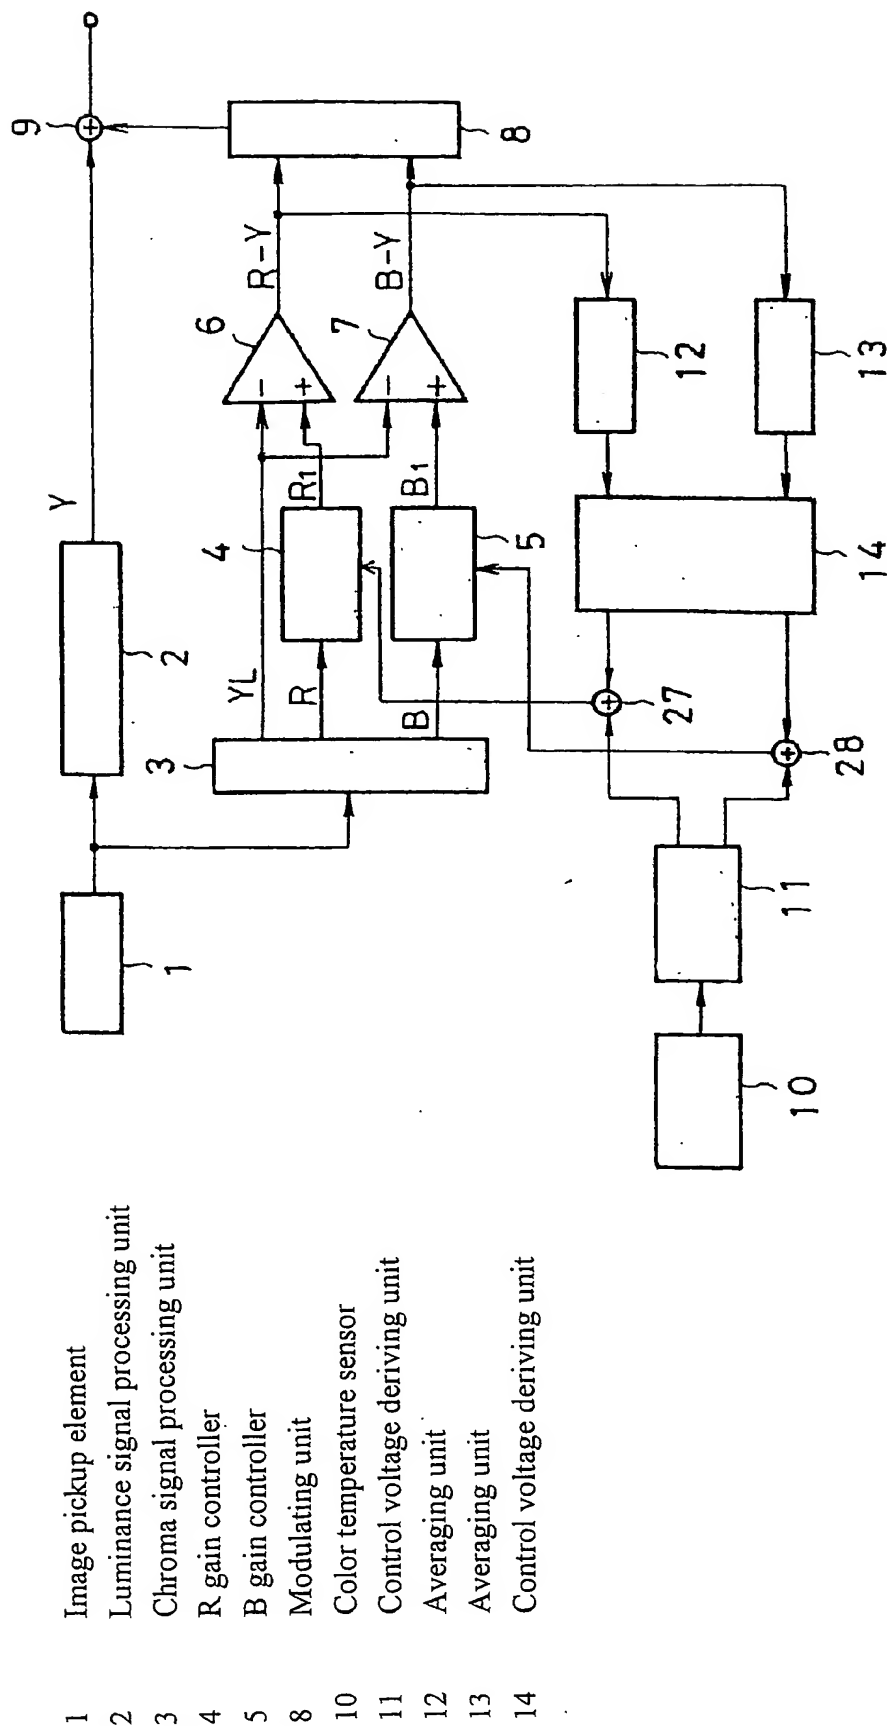 1 Image pickup element
2 Luminance signal processing unit
3 Chroma signal processing unit
4 R gain controller
5 B gain controller
8 Modulating unit
10 Color temperature sensor
11 Control voltage deriving unit
12 Averaging unit
13 Averaging unit
14 Control voltage deriving unit
1
2
Y
9
3
YL
R
B
4
R1
5
B1
6
-
+
7
-
+
R-Y
B-Y
8
10
11
27
28
14
12
13
+
+
+